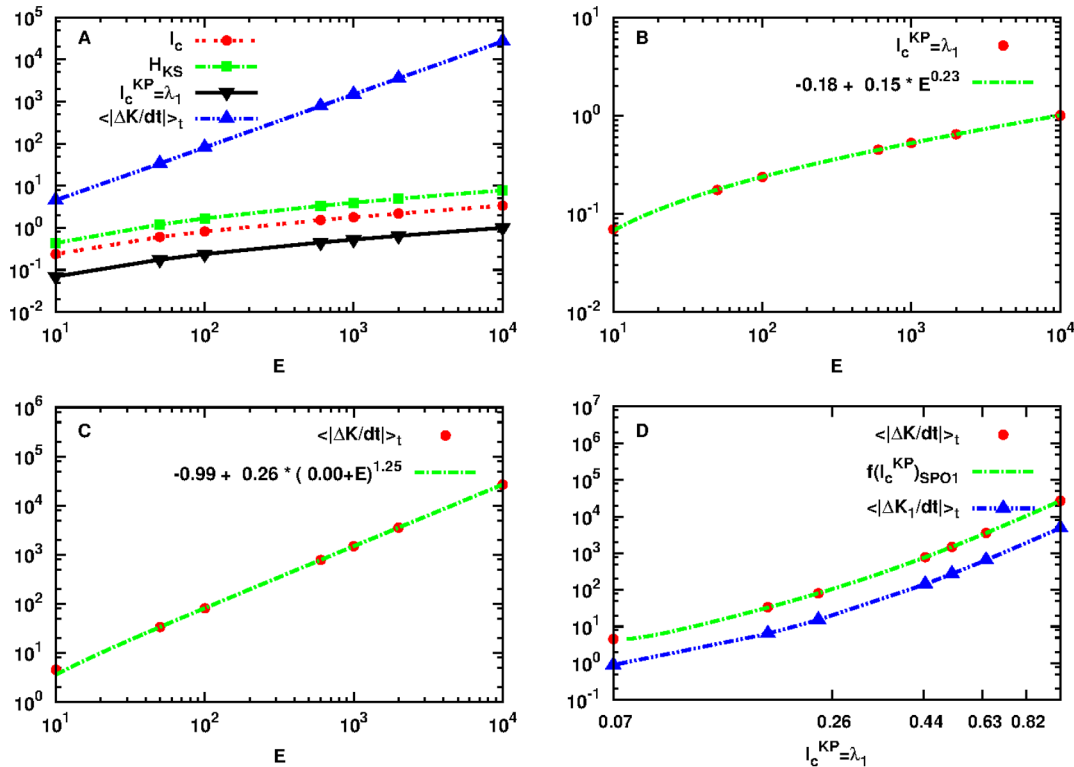 A
I_c
H_KS
I_c^KP=λ_1
<|ΔK/dt|>_t
10^5
10^4
10^3
10^2
10^1
10^0
10^-1
10^-2
10^1 10^2 10^3 10^4
E
B
I_c^KP=λ_1
-0.18 + 0.15 * E^0.23
10^1
10^0
10^-1
10^-2
10^1 10^2 10^3 10^4
E
C
<|ΔK/dt|>_t
-0.99 + 0.26 * ( 0.00+E)^1.25
10^6
10^5
10^4
10^3
10^2
10^1
10^0
10^1 10^2 10^3 10^4
E
D
<|ΔK/dt|>_t
f(I_c^KP)_SPO1
<|ΔK_1/dt|>_t
10^7
10^6
10^5
10^4
10^3
10^2
10^1
10^0
10^-1
0.07 0.26 0.44 0.63 0.82
I_c^KP=λ_1